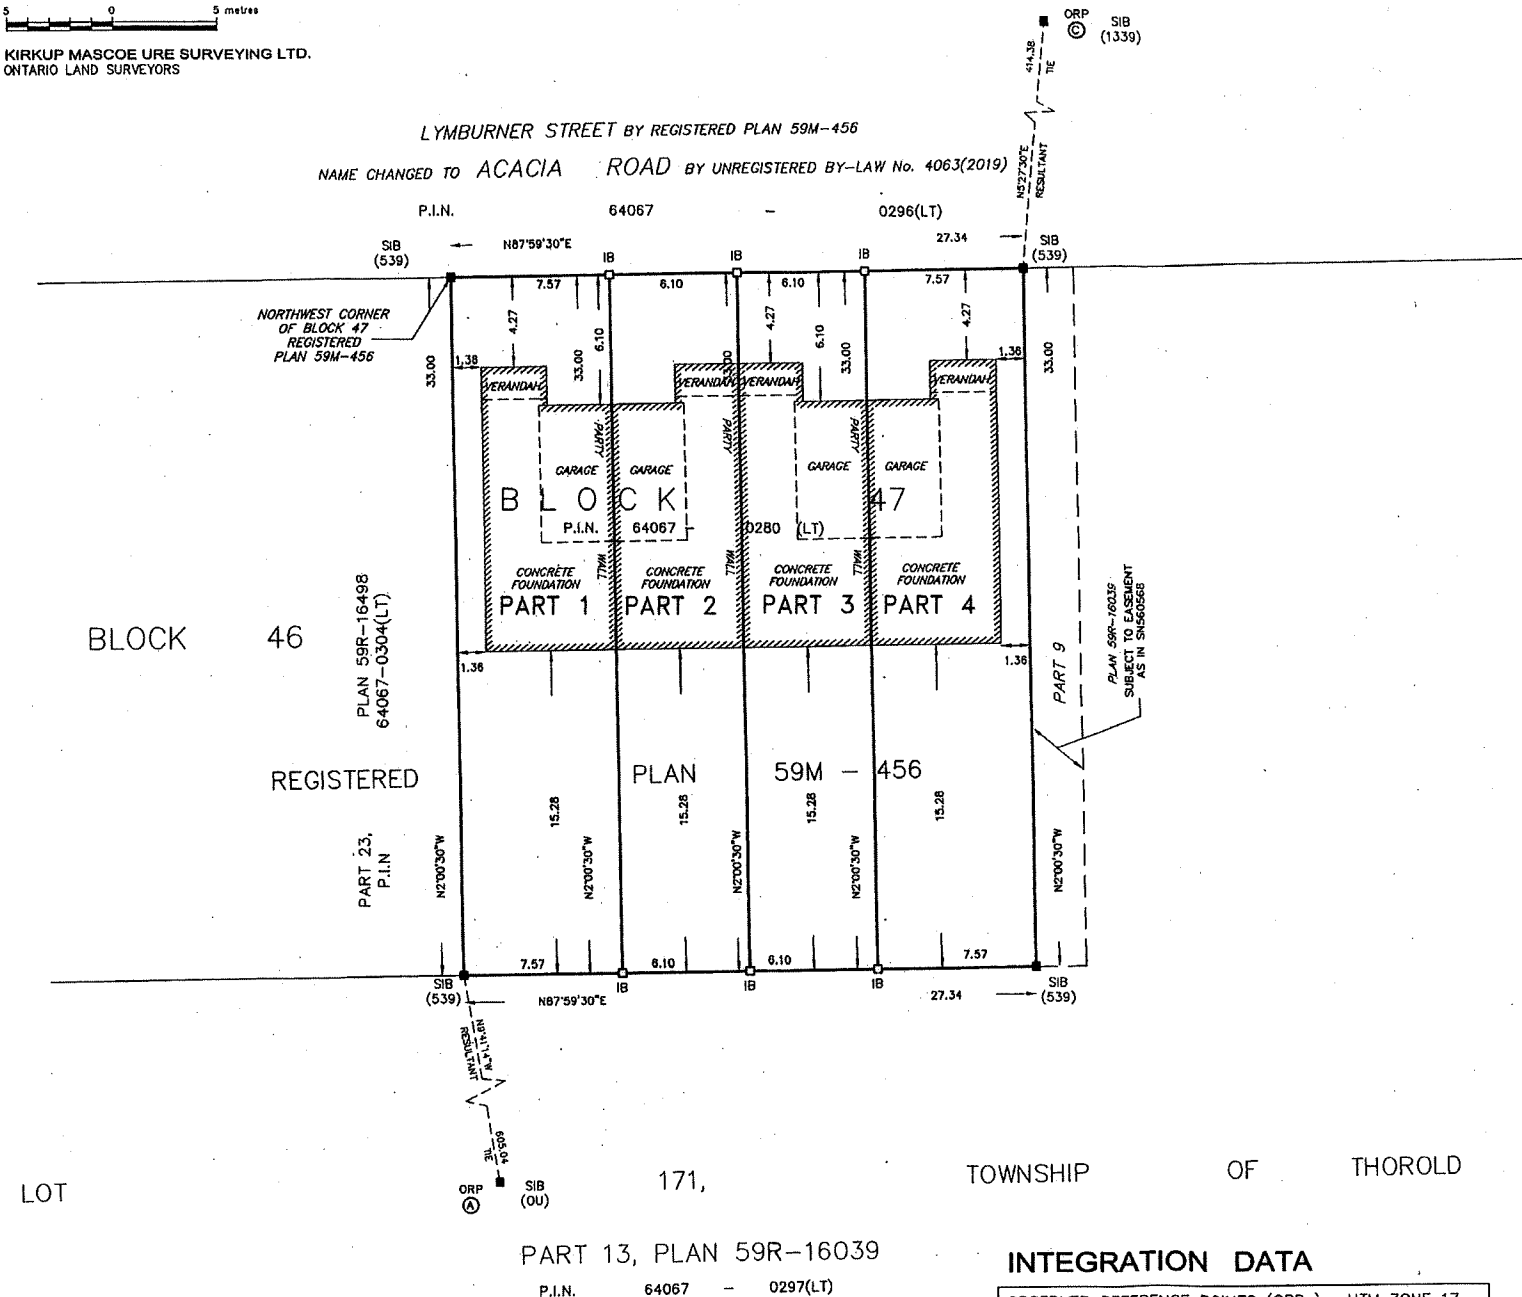 5 0 5 metres
KIRKUP MASCOE URE SURVEYING LTD.
ONTARIO LAND SURVEYORS
ORP
C
SIB
(1339)
414.38
TIE
N5°27'30"E
RESULTANT
LYMBURNER STREET BY REGISTERED PLAN 59M-456
NAME CHANGED TO ACACIA ROAD BY UNREGISTERED BY-LAW No. 4063(2019)
P.I.N. 64067 - 0296(LT)
SIB
(539)
N87°59'30"E
IB
IB
IB
27.34
SIB
(539)
7.57
6.10
6.10
7.57
NORTHWEST CORNER
OF BLOCK 47
REGISTERED
PLAN 59M-456
33.00
4.27
33.00
6.10
33.00
4.27
6.10
33.00
4.27
33.00
1.38
1.36
VERANDAH
VERANDAH
VERANDAH
VERANDAH
PARTY
PARTY
PARTY
GARAGE
GARAGE
GARAGE
GARAGE
BLOCK 47
P.I.N. 64067 - 0280 (LT)
WALL
WALL
WALL
CONCRETE
FOUNDATION
CONCRETE
FOUNDATION
CONCRETE
FOUNDATION
CONCRETE
FOUNDATION
PART 1
PART 2
PART 3
PART 4
BLOCK 46
PLAN 59R-16498
64067-0304(LT)
1.36
1.36
PART 9
PLAN 59R-16039
SUBJECT TO EASEMENT
AS IN SN560568
REGISTERED PLAN 59M - 456
15.28
15.28
15.28
15.28
PART 23,
P.I.N
N2°00'30"W
N2°00'30"W
N2°00'30"W
N2°00'30"W
N2°00'30"W
7.57
6.10
6.10
7.57
SIB
(539)
N87°59'30"E
IB
IB
IB
27.34
SIB
(539)
N9°41'14"W
RESULTANT
605.04
TIE
ORP
A
SIB
(OU)
LOT 171, TOWNSHIP OF THOROLD
PART 13, PLAN 59R-16039
P.I.N. 64067 - 0297(LT)
INTEGRATION DATA